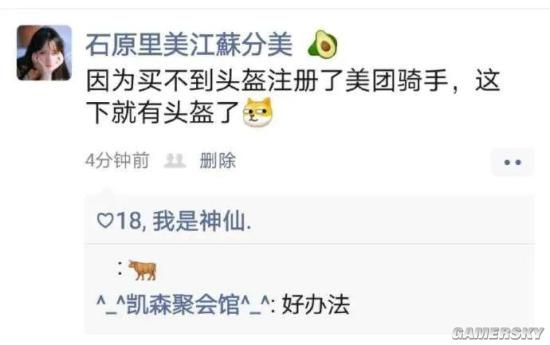 石原里美江蘇分美 🥑
因为买不到头盔注册了美团骑手，这
下就有头盔了
4分钟前 删除
♡18, 我是神仙.
:🐂
^_^凯森聚会馆^_^: 好办法
GAMERSKY